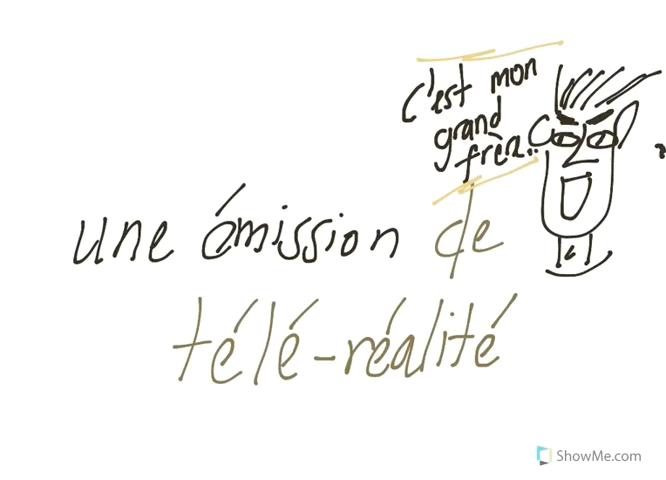 c'est mon
grand
frère..
une émission de
télé-réalité
ShowMe.com